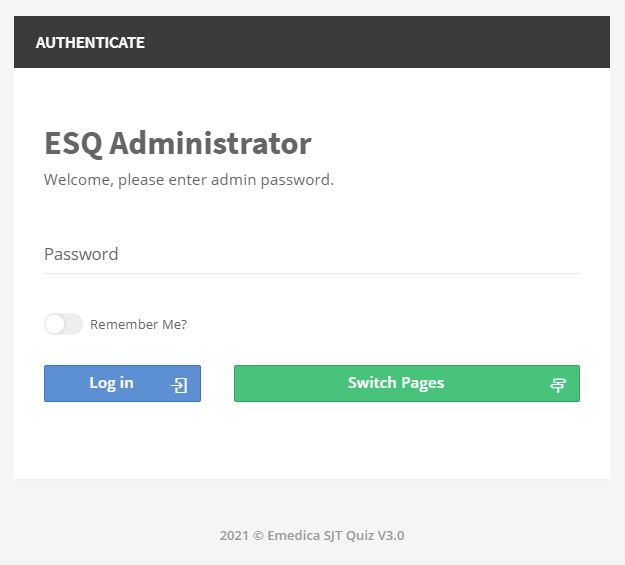 AUTHENTICATE
ESQ Administrator
Welcome, please enter admin password.
Password
Remember Me?
Log in
Switch Pages
2021 © Emedica SJT Quiz V3.0